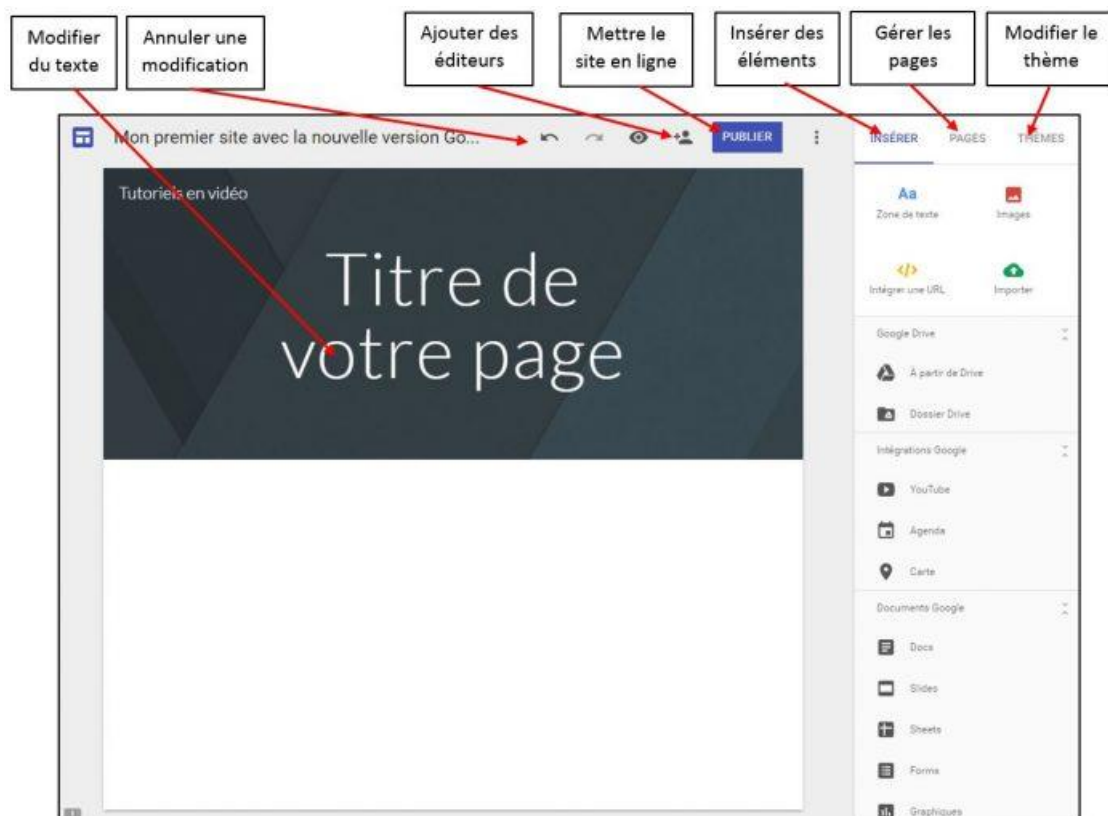 Modifier
du texte
Annuler une
modification
Ajouter des
éditeurs
Mettre le
site en ligne
Insérer des
éléments
Gérer les
pages
Modifier le
thème
Mon premier site avec la nouvelle version Go...
PUBLIER
INSÉRER
PAGES
THÈMES
Tutoriels en vidéo
Titre de
votre page
Aa
Zone de texte
Images
</>
Intégrer une URL
Importer
Google Drive
À partir de Drive
Dossier Drive
Intégrations Google
YouTube
Agenda
Carte
Documents Google
Docs
Slides
Sheets
Forms
Graphiques